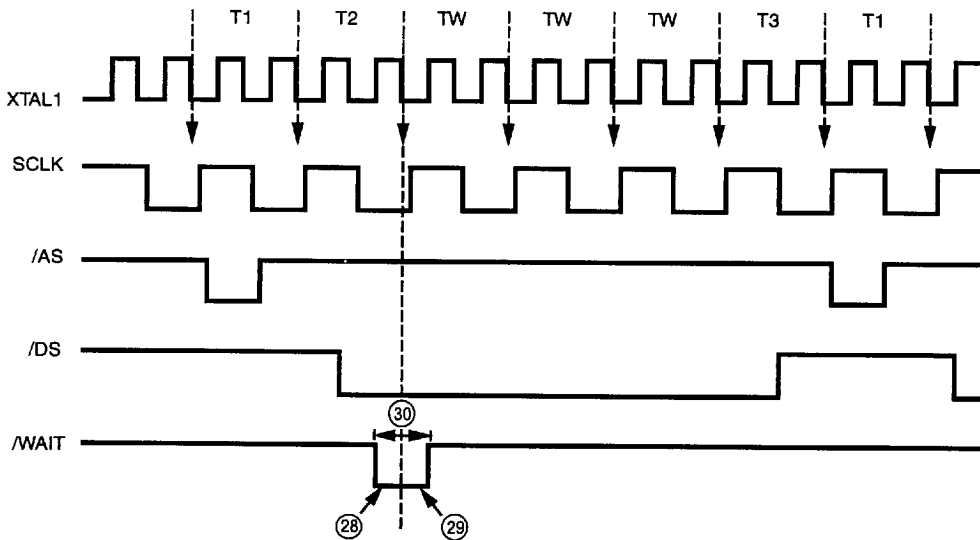 T1 T2 TW TW TW T3 T1
XTAL1
SCLK
/AS
/DS
30
/WAIT
28 29